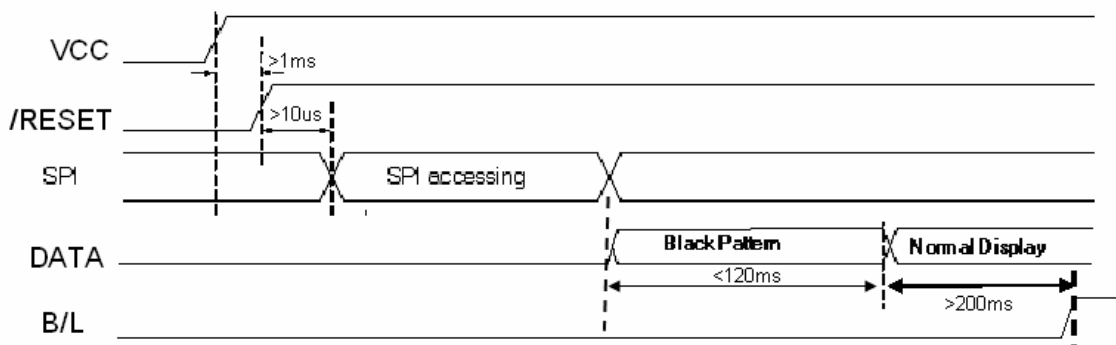 VCC
>1ms
/RESET
>10us
SPI
SPI accessing
DATA
Black Pattern
Normal Display
<120ms
>200ms
B/L